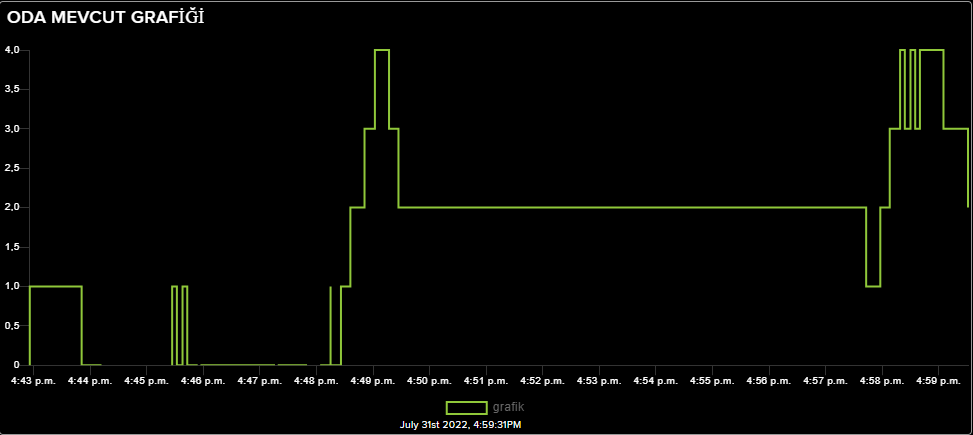 ODA MEVCUT GRAFİĞİ
4,0
3,5
3,0
2,5
2,0
1,5
1,0
0,5
0
4:43 p.m. 4:44 p.m. 4:45 p.m. 4:46 p.m. 4:47 p.m. 4:48 p.m. 4:49 p.m. 4:50 p.m. 4:51 p.m. 4:52 p.m. 4:53 p.m. 4:54 p.m. 4:55 p.m. 4:56 p.m. 4:57 p.m. 4:58 p.m. 4:59 p.m.
grafik
July 31st 2022, 4:59:31PM